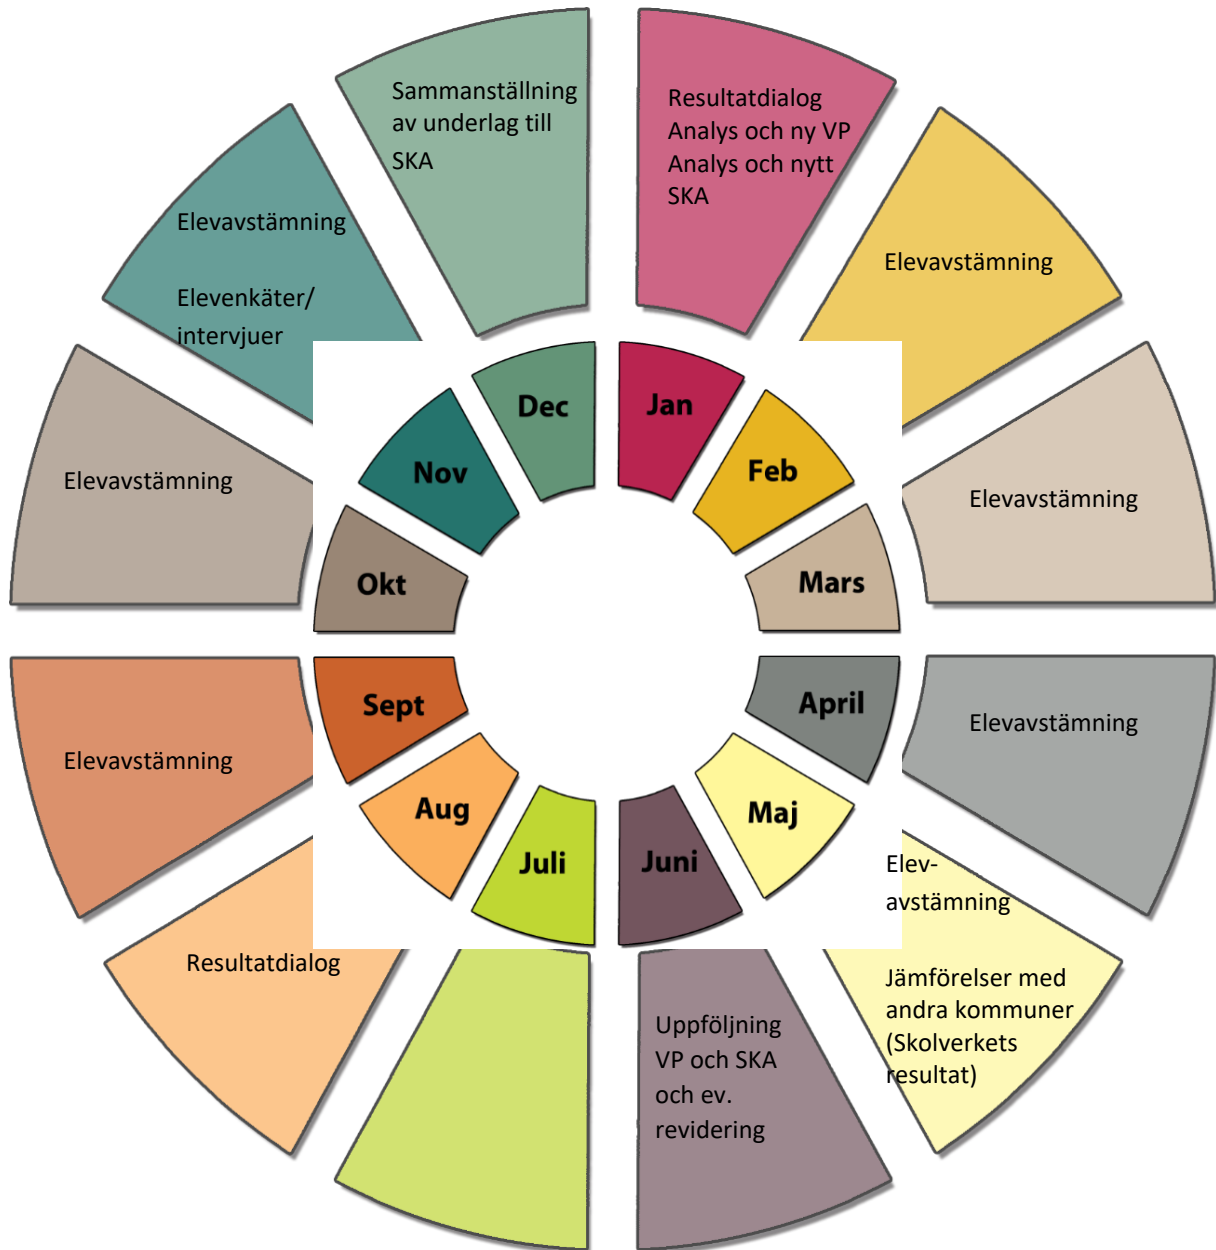 Sammanställning
av underlag till
SKA
Resultatdialog
Analys och ny VP
Analys och nytt
SKA
Elevavstämning
Elevenkäter/
intervjuer
Elevavstämning
Elevavstämning
Elevavstämning
Elevavstämning
Elevavstämning
Elev-
avstämning
Jämförelser med
andra kommuner
(Skolverkets
resultat)
Resultatdialog
Uppföljning
VP och SKA
och ev.
revidering
Jan
Feb
Mars
April
Maj
Juni
Juli
Aug
Sept
Okt
Nov
Dec